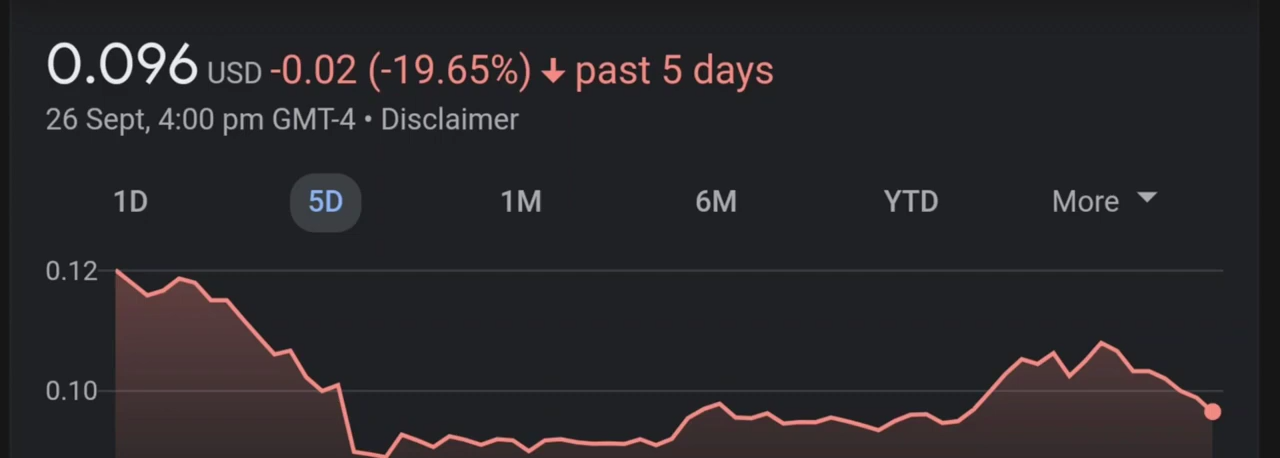 0.096 USD -0.02 (-19.65%) ↓ past 5 days
26 Sept, 4:00 pm GMT-4 • Disclaimer
1D 5D 1M 6M YTD More
0.12
0.10